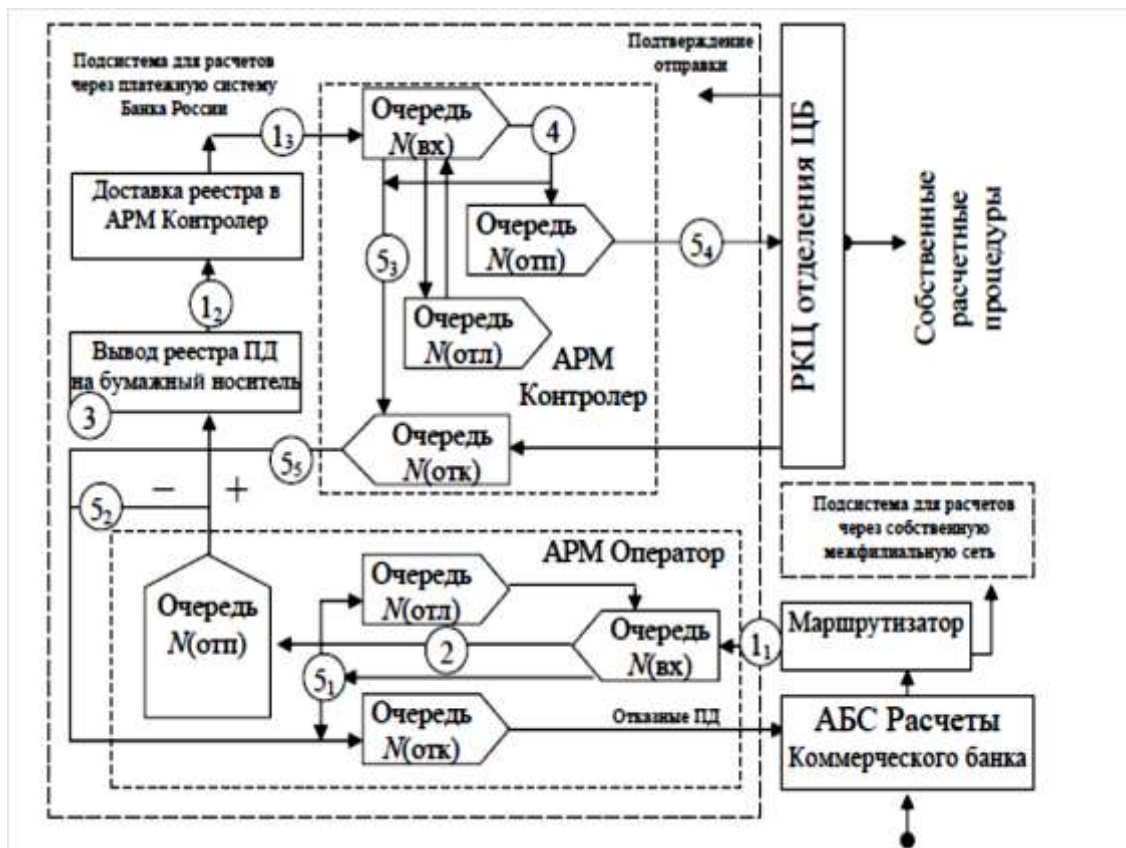 Подсистема для расчетов
через платежную систему
Банка России
Подтверждение
отправки
1₃
Очередь
N(вх)
4
РКЦ отделения ЦБ
Собственные
расчетные
процедуры
Доставка реестра в
АРМ Контролер
Очередь
N(отп)
5₃
5₄
1₂
Очередь
N(отл)
Вывод реестра ПД
на бумажный носитель
3
АРМ
Контролер
Очередь
N(отк)
5₅
– +
5₂
Подсистема для расчетов
через собственную
межфилиальную сеть
АРМ Оператор
Очередь
N(отл)
Очередь
N(отп)
2
Очередь
N(вх)
1₁
Маршрутизатор
5₁
Очередь
N(отк)
Отказные ПД
АБС Расчеты
Коммерческого банка